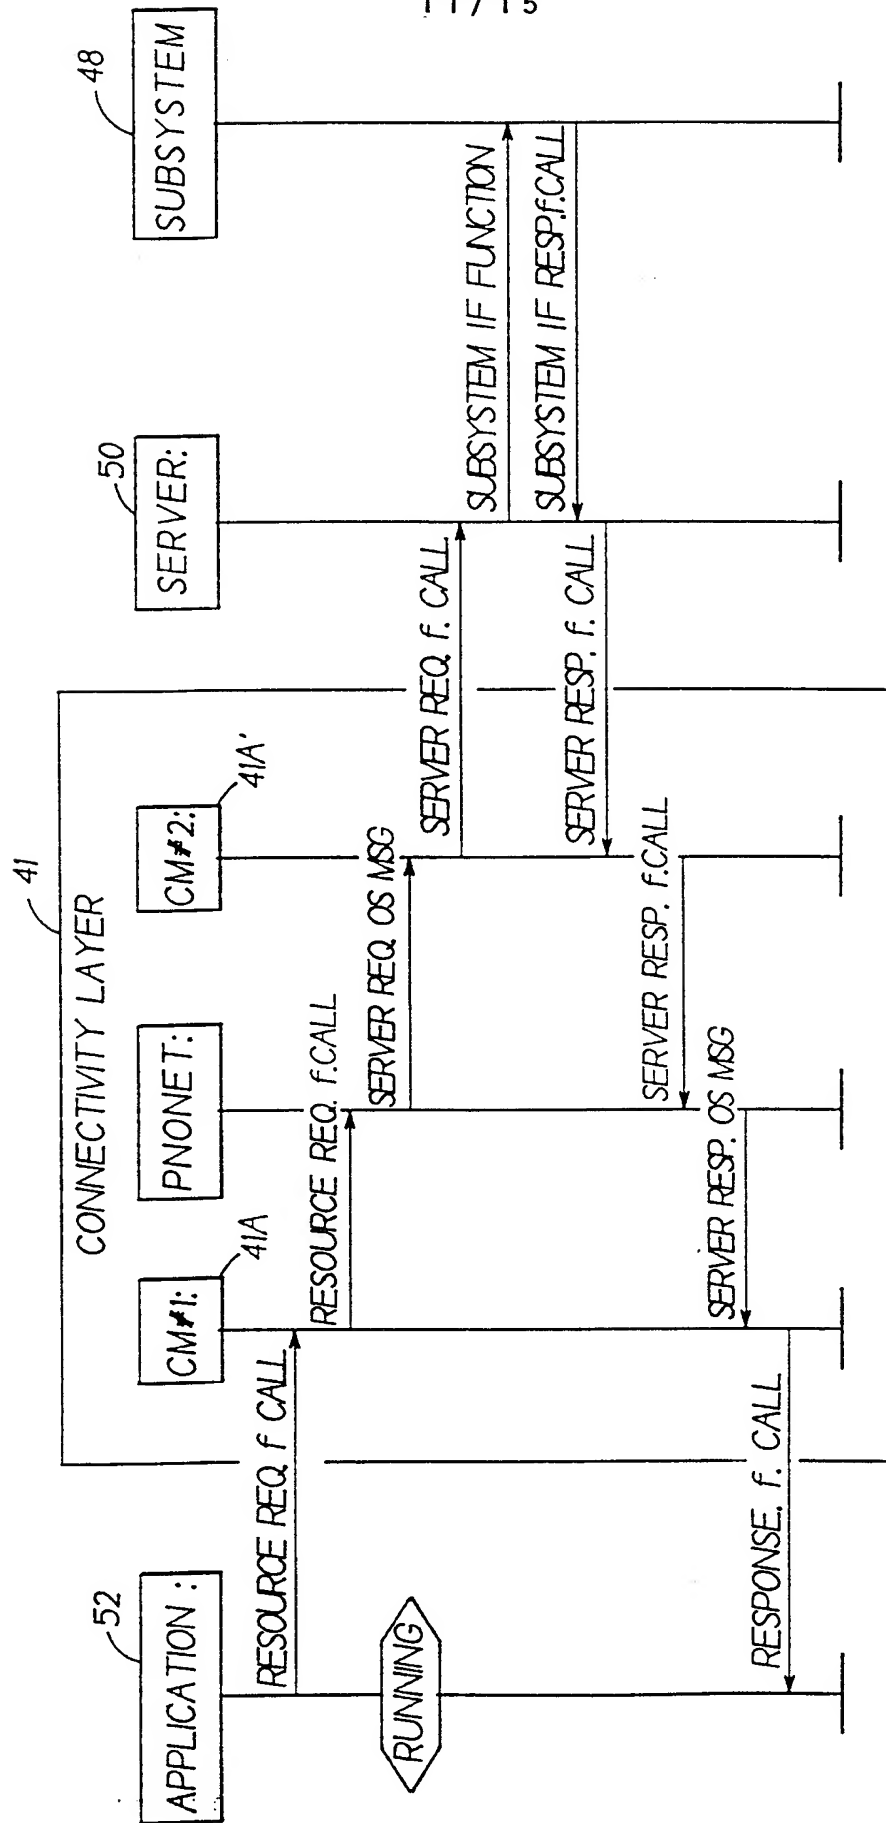 11/15
41
CONNECTIVITY LAYER
52
APPLICATION :
CM#1:
41A
PNONET:
CM#2:
41A'
50
SERVER:
48
SUBSYSTEM
RESOURCE REQ. f CALL
RESOURCE REQ. f.CALL
RUNNING
SERVER REQ. OS MSG
SERVER REQ. f. CALL
SUBSYSTEM IF FUNCTION
SUBSYSTEM IF RESP.f.CALL
SERVER RESP. f. CALL
SERVER RESP. f.CALL
SERVER RESP. OS MSG
RESPONSE. f. CALL